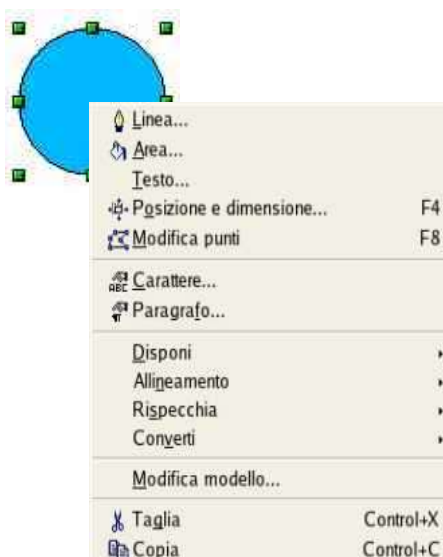 Linea...
Area...
Testo...
Posizione e dimensione... F4
Modifica punti F8
ABC Carattere...
Paragrafo...
Disponi
Allineamento
Rispecchia
Converti
Modifica modello...
Taglia Control+X
Copia Control+C